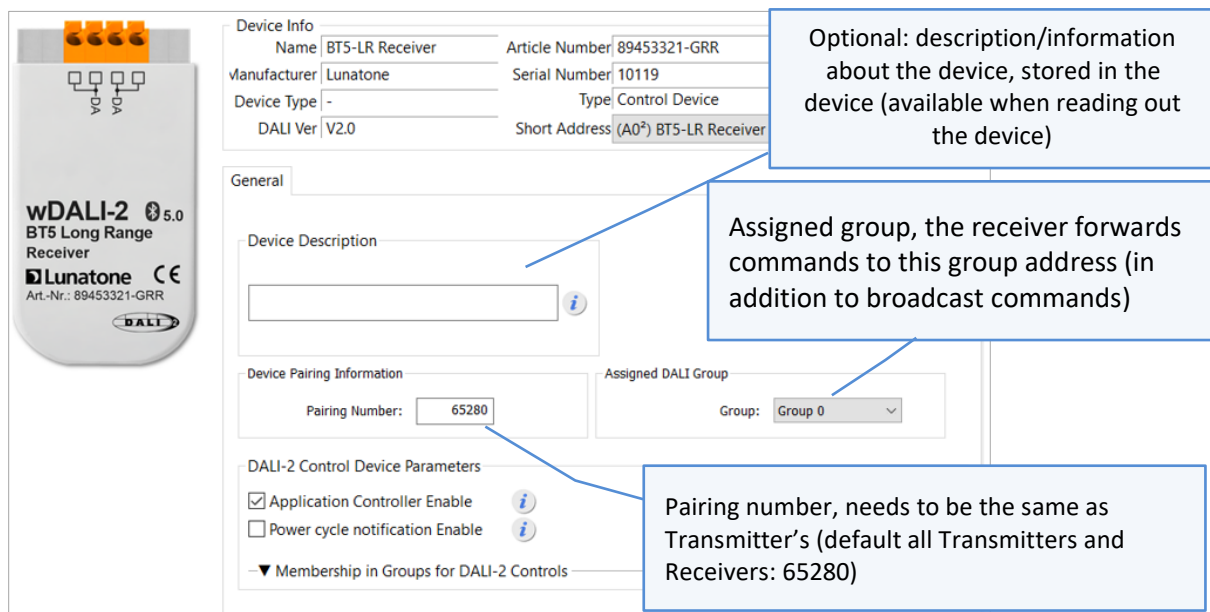 DA
DA
wDALI-2 5.0
BT5 Long Range
Receiver
Lunatone CE
Art.-Nr.: 89453321-GRR
DALI 2
Device Info
Name BT5-LR Receiver Article Number 89453321-GRR
Manufacturer Lunatone Serial Number 10119
Device Type - Type Control Device
DALI Ver V2.0 Short Address (A0²) BT5-LR Receiver
Optional: description/information
about the device, stored in the
device (available when reading out
the device)
General
Device Description
i
Assigned group, the receiver forwards
commands to this group address (in
addition to broadcast commands)
Device Pairing Information
Pairing Number: 65280
Assigned DALI Group
Group: Group 0
DALI-2 Control Device Parameters
Application Controller Enable i
Power cycle notification Enable i
▼ Membership in Groups for DALI-2 Controls
Pairing number, needs to be the same as
Transmitter's (default all Transmitters and
Receivers: 65280)